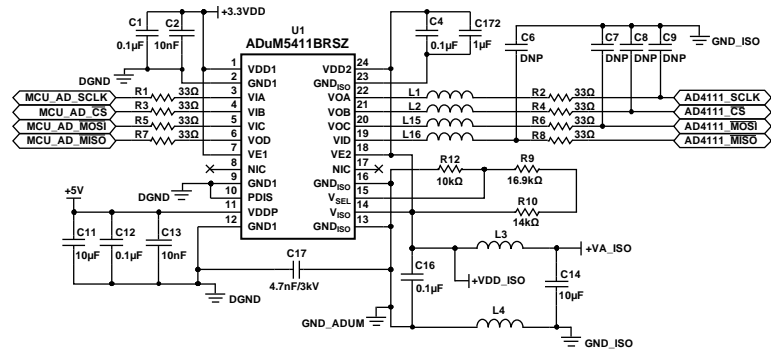 +3.3VDD
C1
0.1µF
C2
10nF
DGND
U1
ADuM5411BRSZ
C4
0.1µF
C172
1µF
C6
DNP
C7
DNP
C8
DNP
C9
DNP
GND_ISO
1 VDD1 VDD2 24
2 GND1 GNDISO 23
MCU_AD_SCLK R1 33Ω 3 VIA VOA 22 L1 R2 33Ω AD4111_SCLK
MCU_AD_CS R3 33Ω 4 VIB VOB 21 L2 R4 33Ω AD4111_CS
MCU_AD_MOSI R5 33Ω 5 VIC VOC 20 L15 R6 33Ω AD4111_MOSI
MCU_AD_MISO R7 33Ω 6 VOD VID 19 L16 R8 33Ω AD4111_MISO
7 VE1 VE2 18
8 NIC NIC 17
9 GND1 GNDISO 16
10 PDIS VSEL 15
11 VDDP VISO 14
12 GND1 GNDISO 13
DGND
R12
10kΩ
R9
16.9kΩ
R10
14kΩ
+5V
C11
10µF
C12
0.1µF
C13
10nF
DGND
C17
4.7nF/3kV
C16
0.1µF
L3
+VA_ISO
+VDD_ISO
C14
10µF
GND_ADUM
L4
GND_ISO